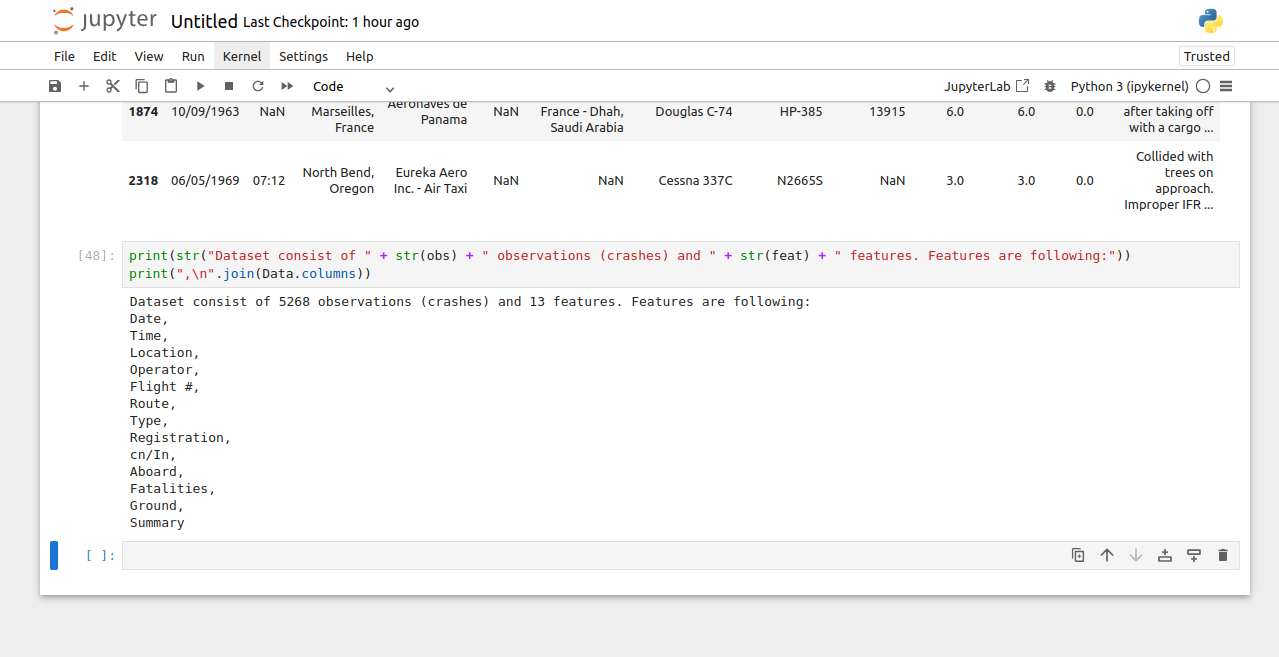 jupyter Untitled Last Checkpoint: 1 hour ago
File Edit View Run Kernel Settings Help Trusted
Code JupyterLab Python 3 (ipykernel)
1874 10/09/1963 NaN Marseilles, France Aeronaves de Panama NaN France - Dhah, Saudi Arabia Douglas C-74 HP-385 13915 6.0 6.0 0.0 after taking off with a cargo ...
2318 06/05/1969 07:12 North Bend, Oregon Eureka Aero Inc. - Air Taxi NaN NaN Cessna 337C N2665S NaN 3.0 3.0 0.0 Collided with trees on approach. Improper IFR ...
[48]: print(str("Dataset consist of " + str(obs) + " observations (crashes) and " + str(feat) + " features. Features are following:"))
print(",\n".join(Data.columns))
Dataset consist of 5268 observations (crashes) and 13 features. Features are following:
Date,
Time,
Location,
Operator,
Flight #,
Route,
Type,
Registration,
cn/In,
Aboard,
Fatalities,
Ground,
Summary
[ ]: